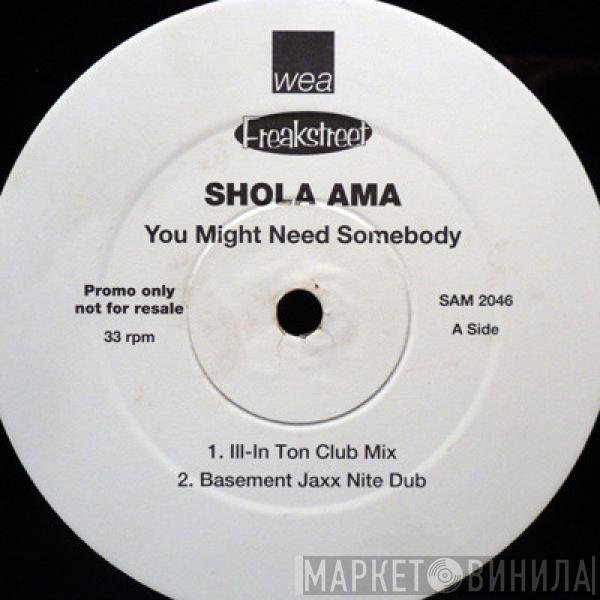 wea
Freakstreet
SHOLA AMA
You Might Need Somebody
Promo only
not for resale
33 rpm
SAM 2046
A Side
1. Ill-In Ton Club Mix
2. Basement Jaxx Nite Dub
МАРКЕТ ВИНИЛА